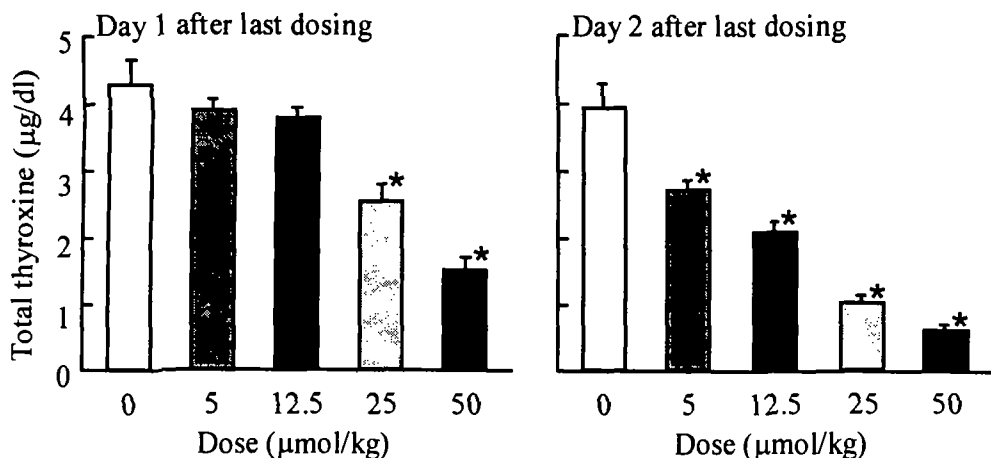 Day 1 after last dosing
Day 2 after last dosing
Total thyroxine (µg/dl)
5
4
3
2
1
0
*
*
*
*
*
*
0 5 12.5 25 50
0 5 12.5 25 50
Dose (µmol/kg)
Dose (µmol/kg)